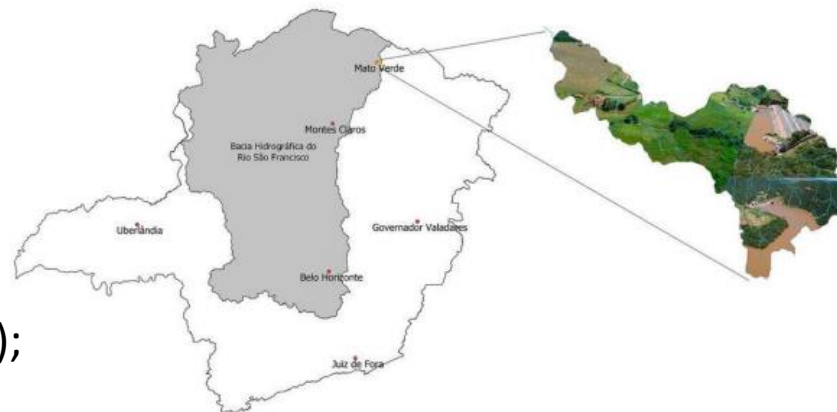 Mato Verde
Montes Claros
Bacia Hidrográfica do
Rio São Francisco
Uberlândia
Governador Valadares
Belo Horizonte
);
Juiz de Fora